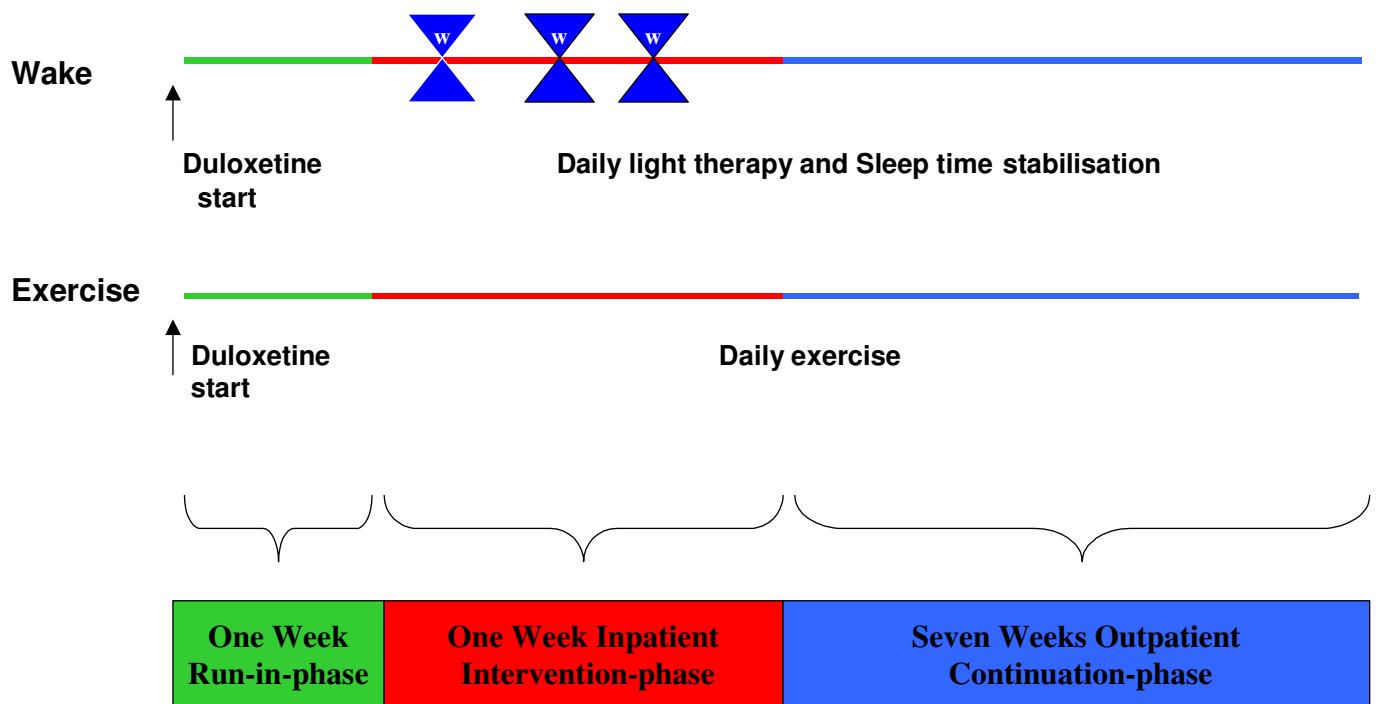 W W W
Wake
Duloxetine
start
Daily light therapy and Sleep time stabilisation
Exercise
Duloxetine
start
Daily exercise
One Week
Run-in-phase
One Week Inpatient
Intervention-phase
Seven Weeks Outpatient
Continuation-phase